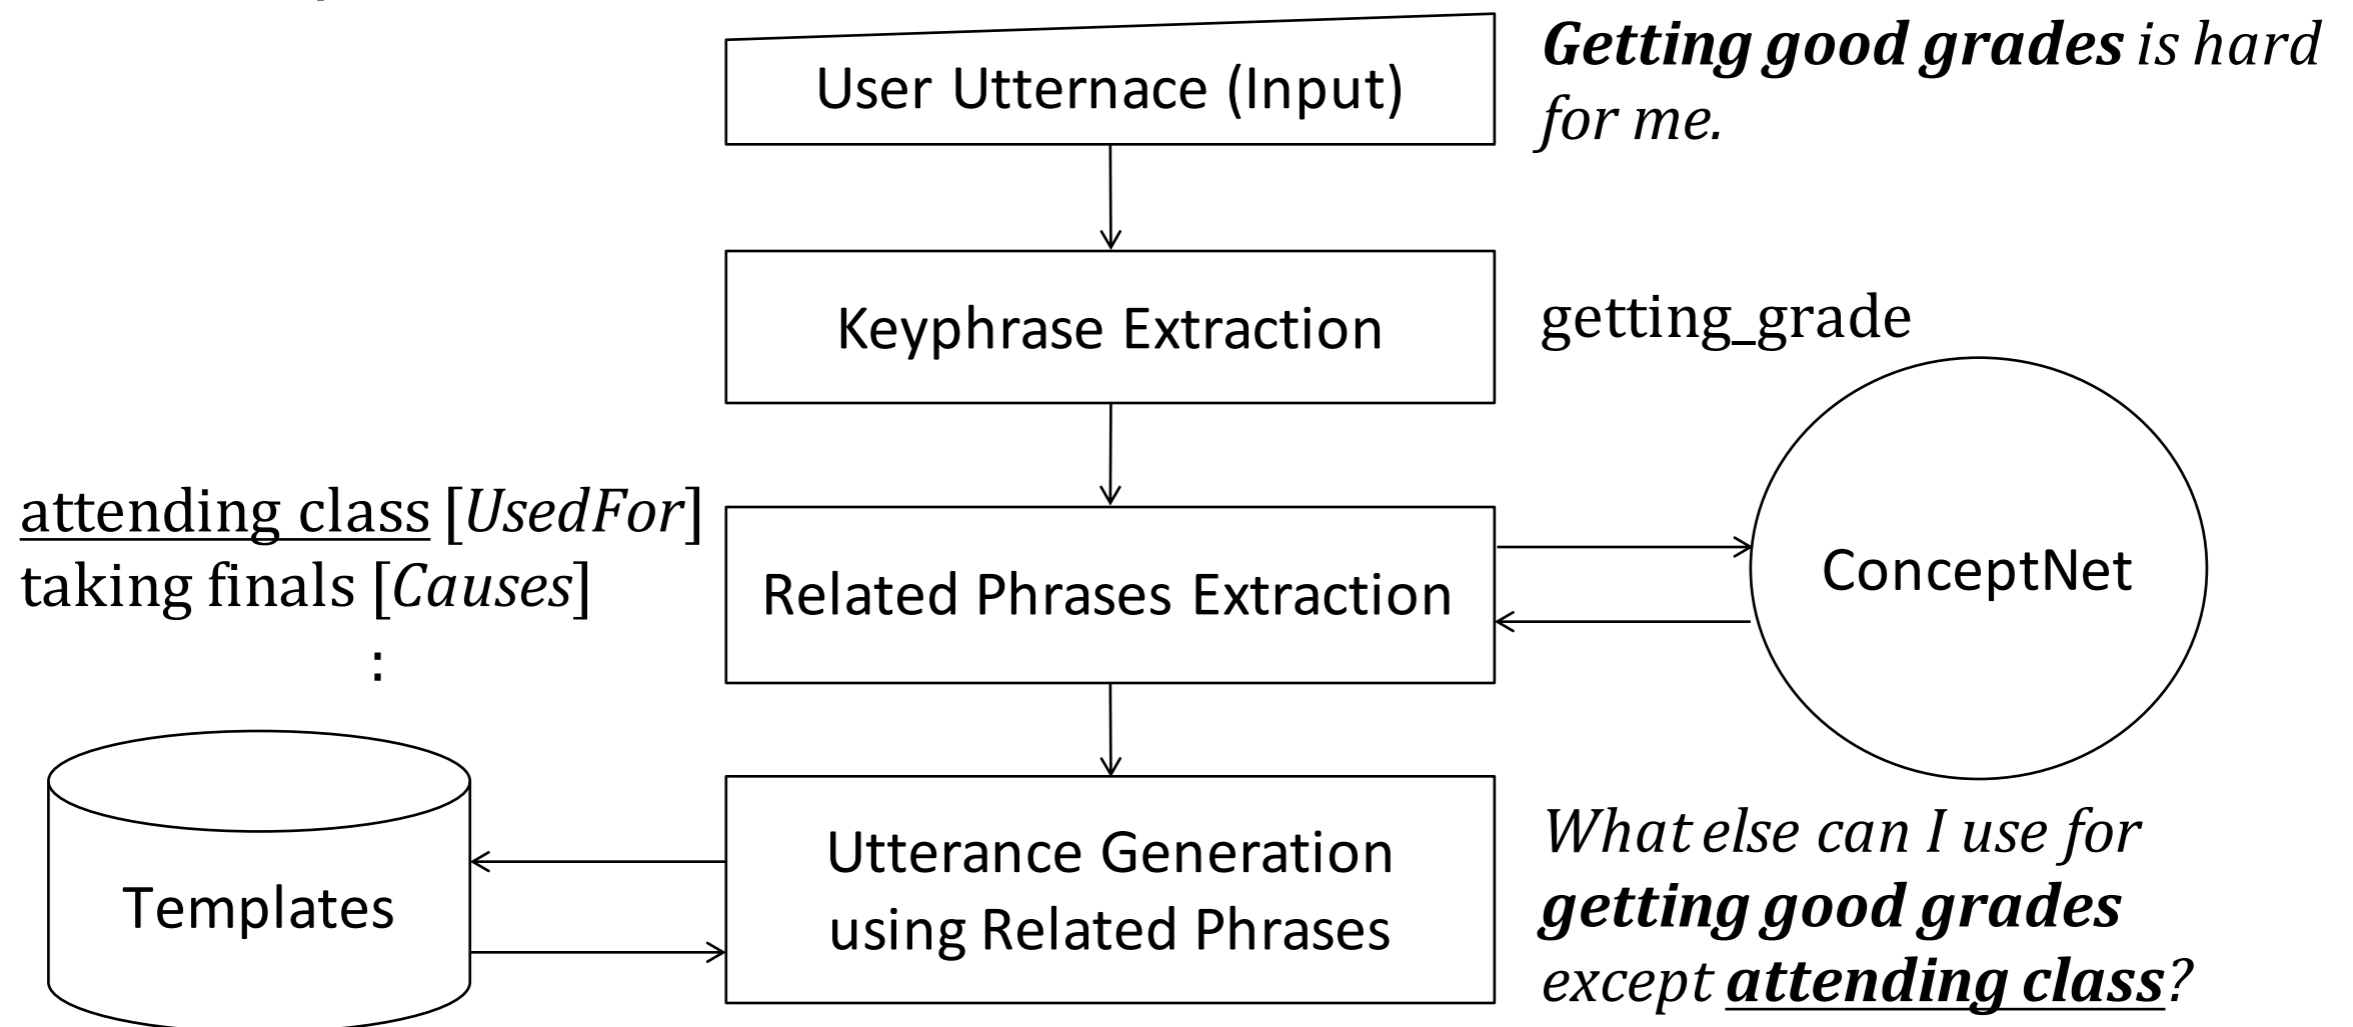 User Utternace (Input)
Getting good grades is hard
for me.
Keyphrase Extraction
getting_grade
attending class [UsedFor]
taking finals [Causes]
:
Related Phrases Extraction
ConceptNet
Templates
Utterance Generation
using Related Phrases
What else can I use for
getting good grades
except attending class?